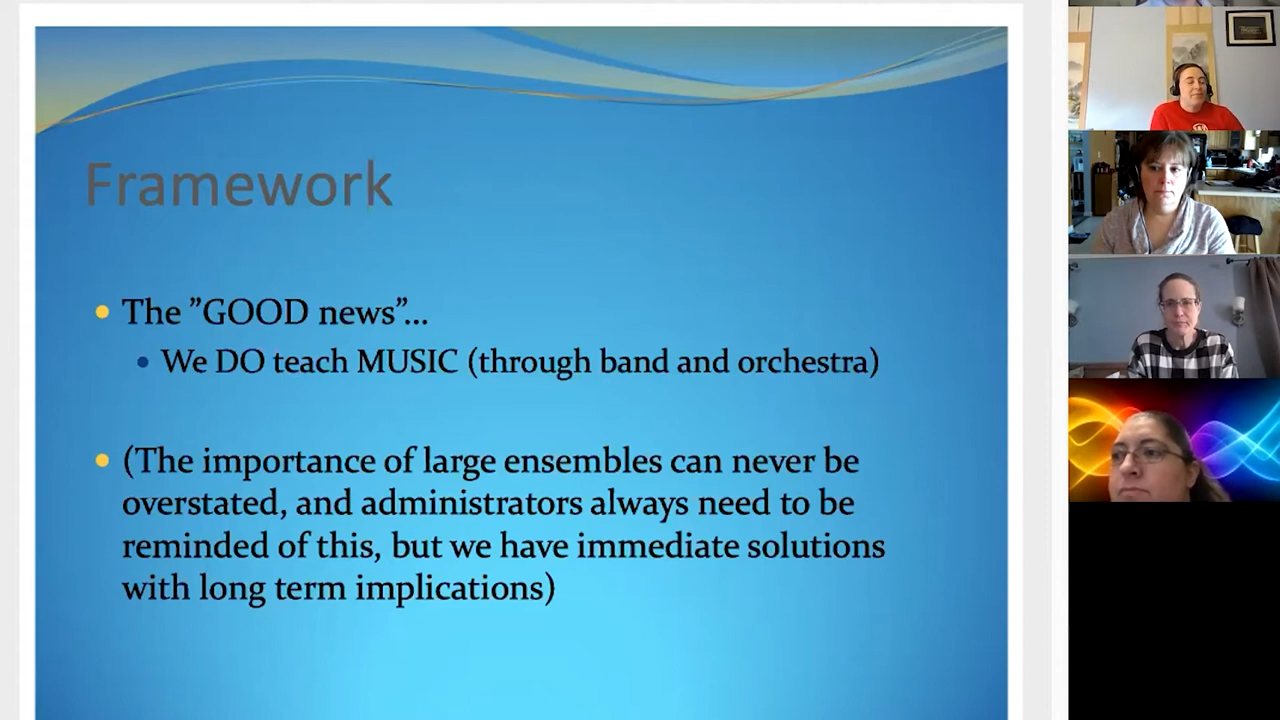 Framework
The ”GOOD news”...
We DO teach MUSIC (through band and orchestra)
(The importance of large ensembles can never be
overstated, and administrators always need to be
reminded of this, but we have immediate solutions
with long term implications)